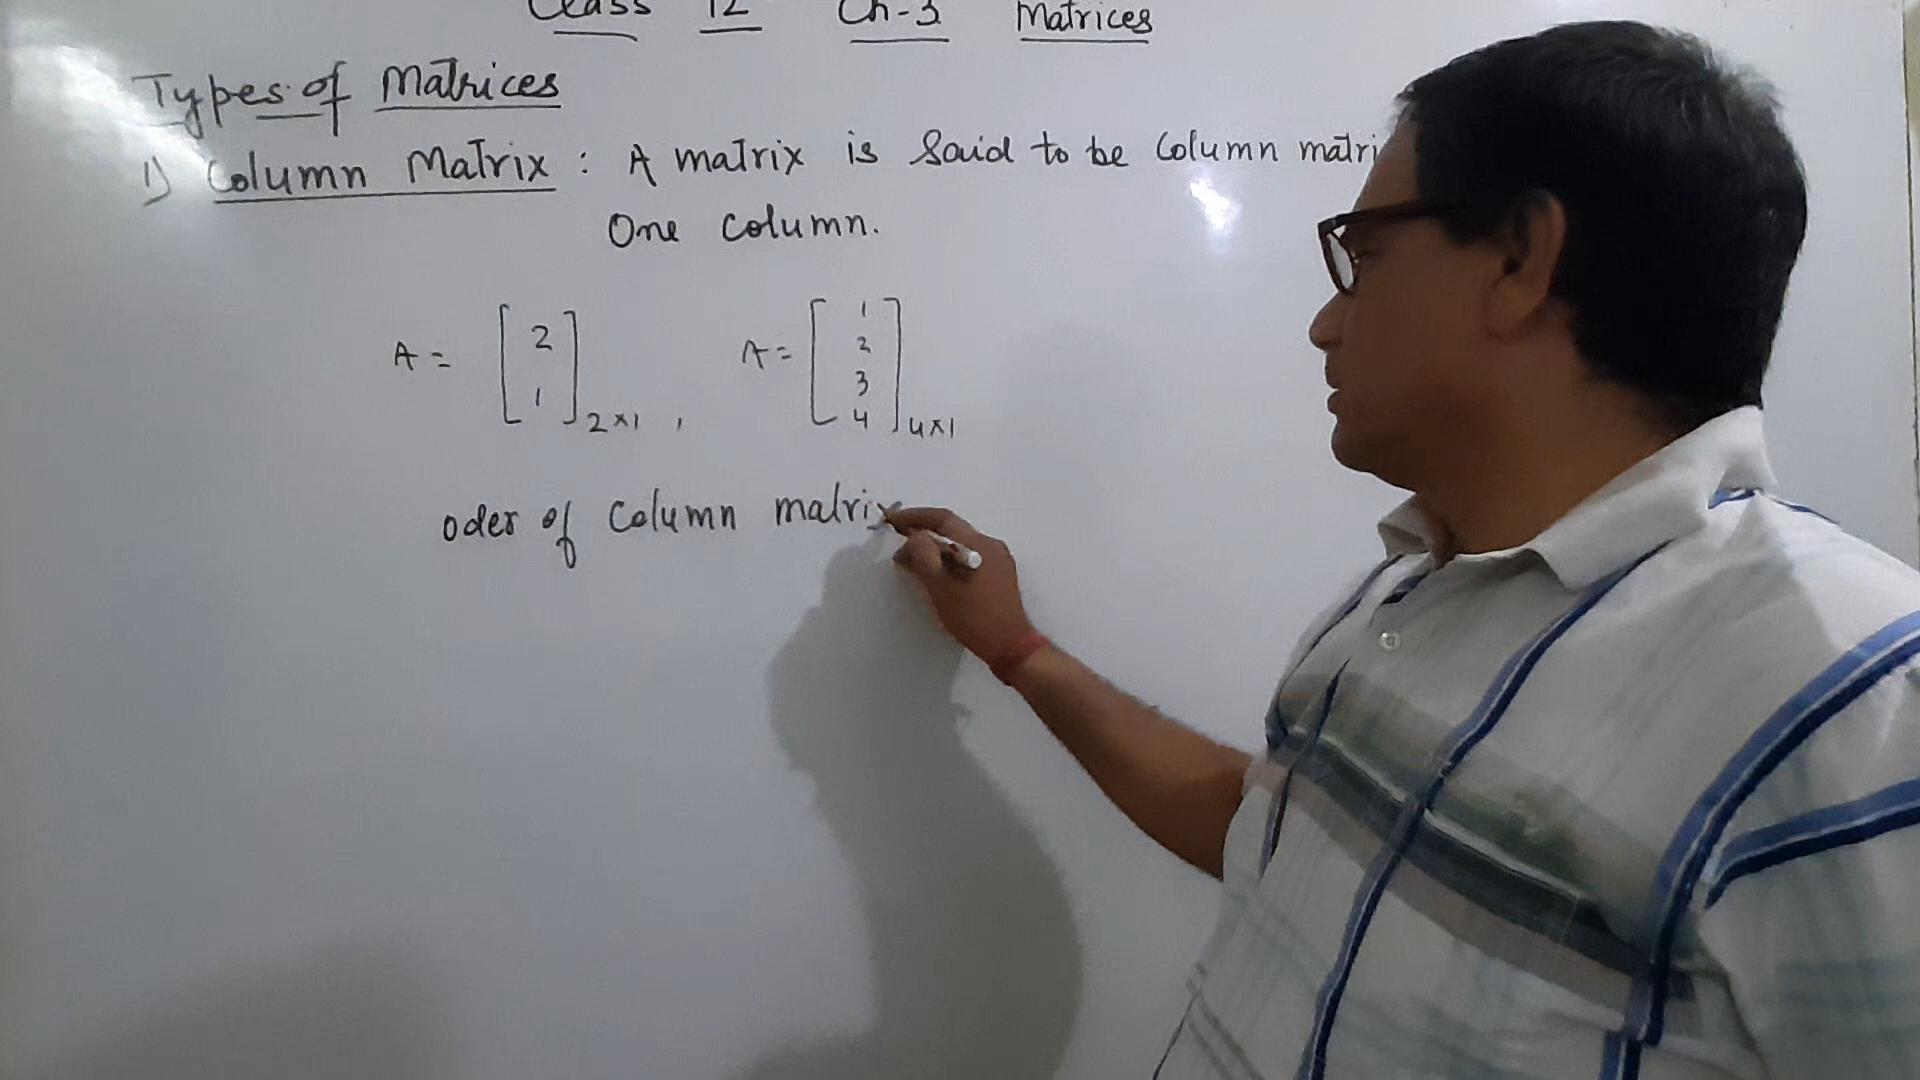 Class 12 Ch-3 Matrices
Types of Matrices
1) Column Matrix : A matrix is said to be Column matri
One column.
A = [ 2 1 ] 2×1 , A = [ 1 2 3 4 ] 4×1
oder of Column matrix